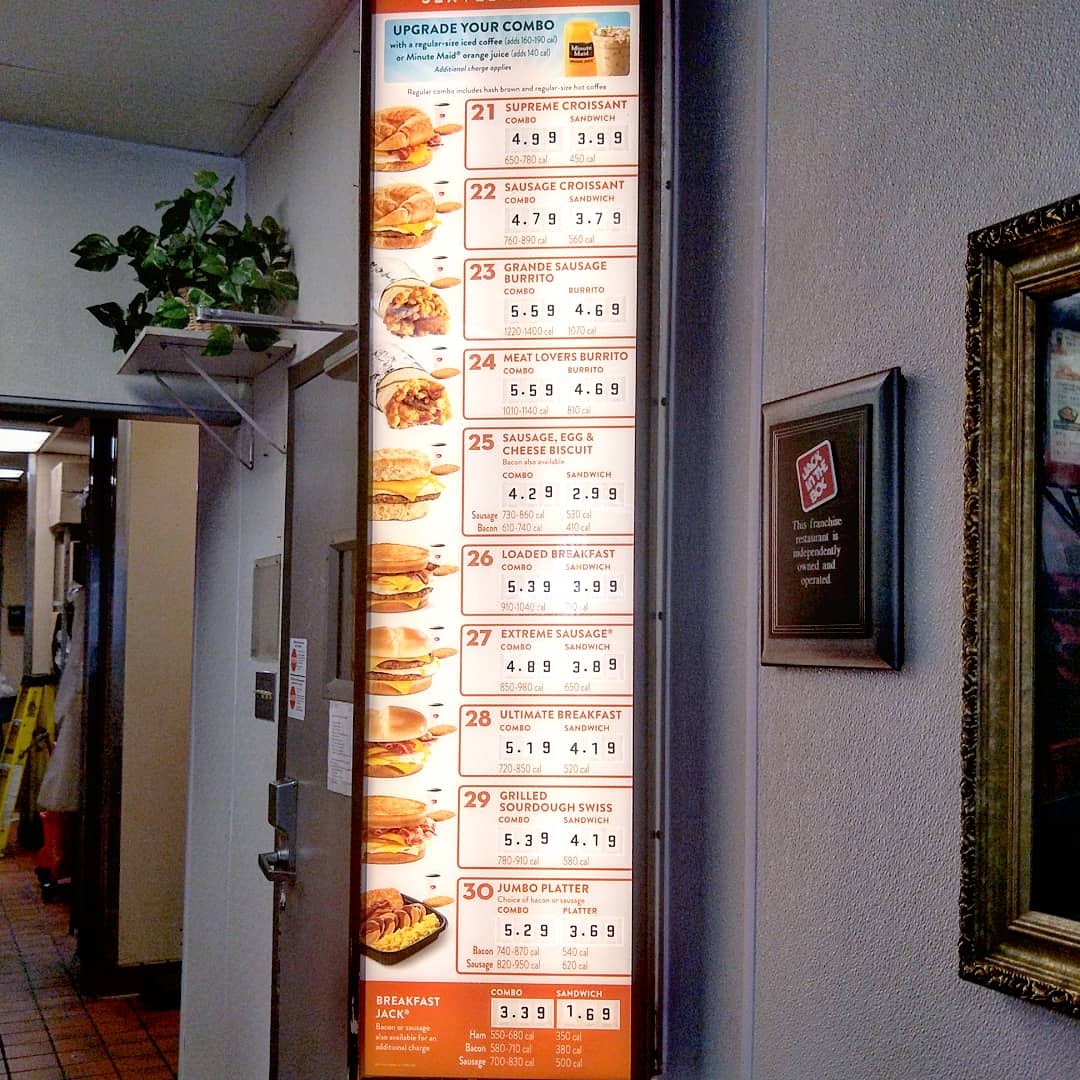 UPGRADE YOUR COMBO
with a regular-size iced coffee (adds 160-190 cal)
or Minute Maid® orange juice (adds 140 cal)
Additional charge applies
Minute
Maid
Regular combo includes hash brown and regular-size hot coffee
21 SUPREME CROISSANT
COMBO SANDWICH
4.99 3.99
650-780 cal 450 cal
22 SAUSAGE CROISSANT
COMBO SANDWICH
4.79 3.79
760-890 cal 560 cal
23 GRANDE SAUSAGE
BURRITO
COMBO BURRITO
5.59 4.69
1220-1400 cal 1070 cal
24 MEAT LOVERS BURRITO
COMBO BURRITO
5.59 4.69
1010-1140 cal 810 cal
25 SAUSAGE, EGG &
CHEESE BISCUIT
Bacon also available
COMBO SANDWICH
4.29 2.99
Sausage 730-860 cal 530 cal
Bacon 610-740 cal 410 cal
26 LOADED BREAKFAST
COMBO SANDWICH
5.39 3.99
910-1040 cal cal
27 EXTREME SAUSAGE®
COMBO SANDWICH
4.89 3.89
850-980 cal 650 cal
28 ULTIMATE BREAKFAST
COMBO SANDWICH
5.19 4.19
720-850 cal 520 cal
29 GRILLED
SOURDOUGH SWISS
COMBO SANDWICH
5.39 4.19
780-910 cal 580 cal
30 JUMBO PLATTER
Choice of bacon or sausage
COMBO PLATTER
5.29 3.69
Bacon 740-870 cal 540 cal
Sausage 820-950 cal 620 cal
BREAKFAST
JACK®
Bacon or sausage
also available for an
additional charge
COMBO SANDWICH
3.39 1.69
Ham 550-680 cal 350 cal
Bacon 580-710 cal 380 cal
Sausage 700-830 cal 500 cal
JACK
IN THE
BOX
This franchise
restaurant is
independently
owned and
operated.